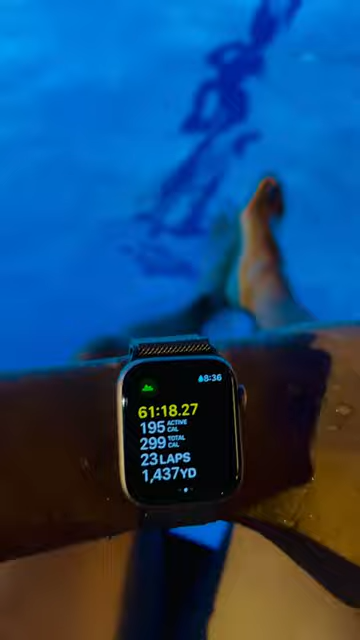 8:36
61:18.27
195 ACTIVE CAL
299 TOTAL CAL
23 LAPS
1,437YD